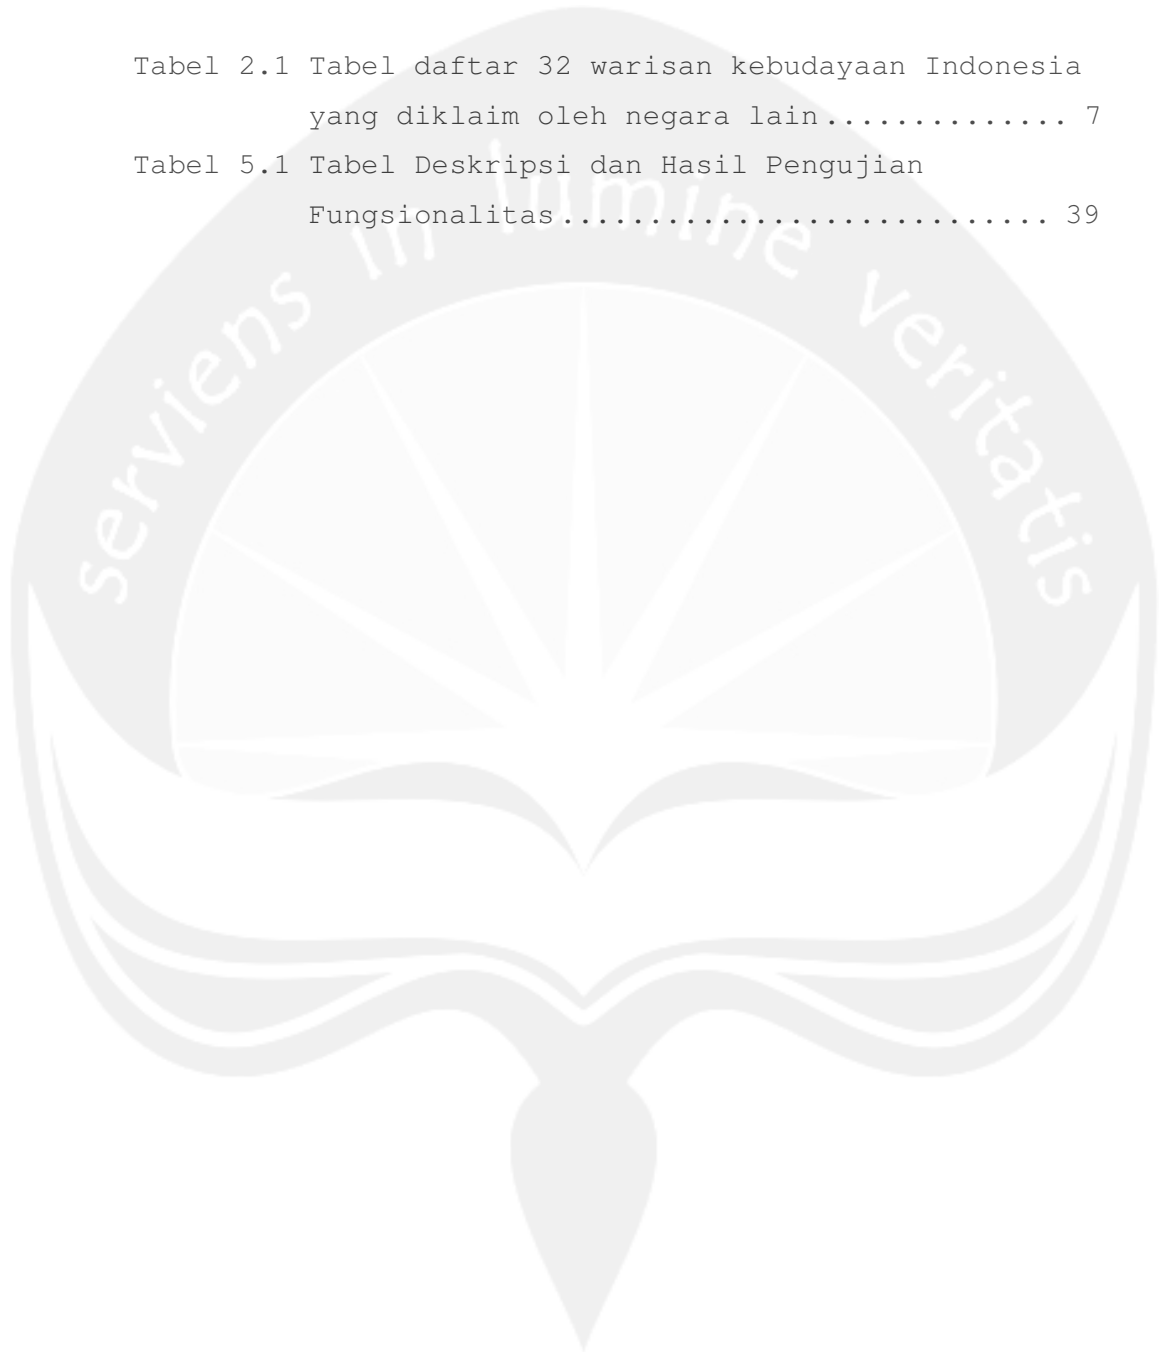 Tabel 2.1 Tabel daftar 32 warisan kebudayaan Indonesia
yang diklaim oleh negara lain.............. 7
Tabel 5.1 Tabel Deskripsi dan Hasil Pengujian
Fungsionalitas............................ 39
serviens in lumine veritatis